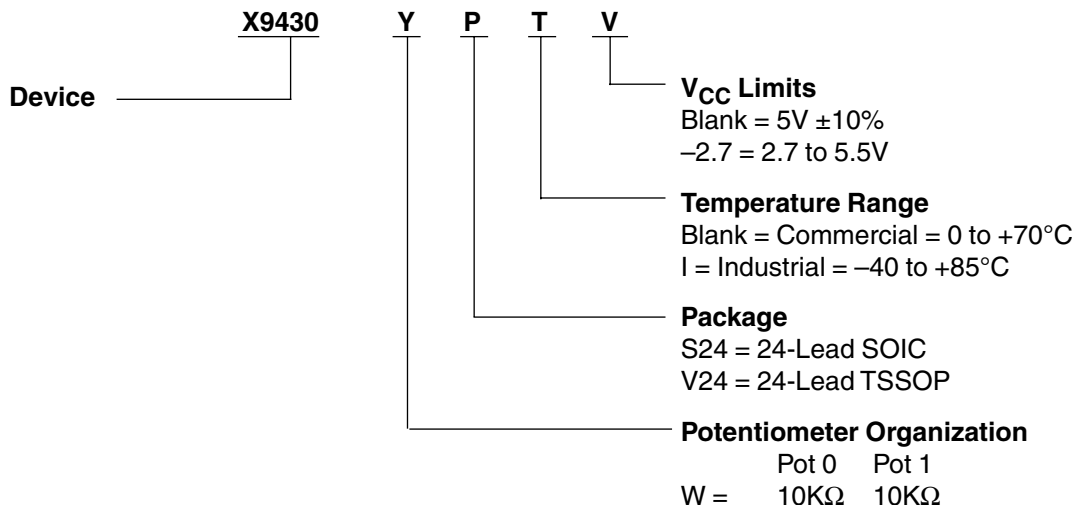 X9430 Y P T V
Device
VCC Limits
Blank = 5V ±10%
–2.7 = 2.7 to 5.5V
Temperature Range
Blank = Commercial = 0 to +70°C
I = Industrial = –40 to +85°C
Package
S24 = 24-Lead SOIC
V24 = 24-Lead TSSOP
Potentiometer Organization
Pot 0 Pot 1
W = 10KΩ 10KΩ